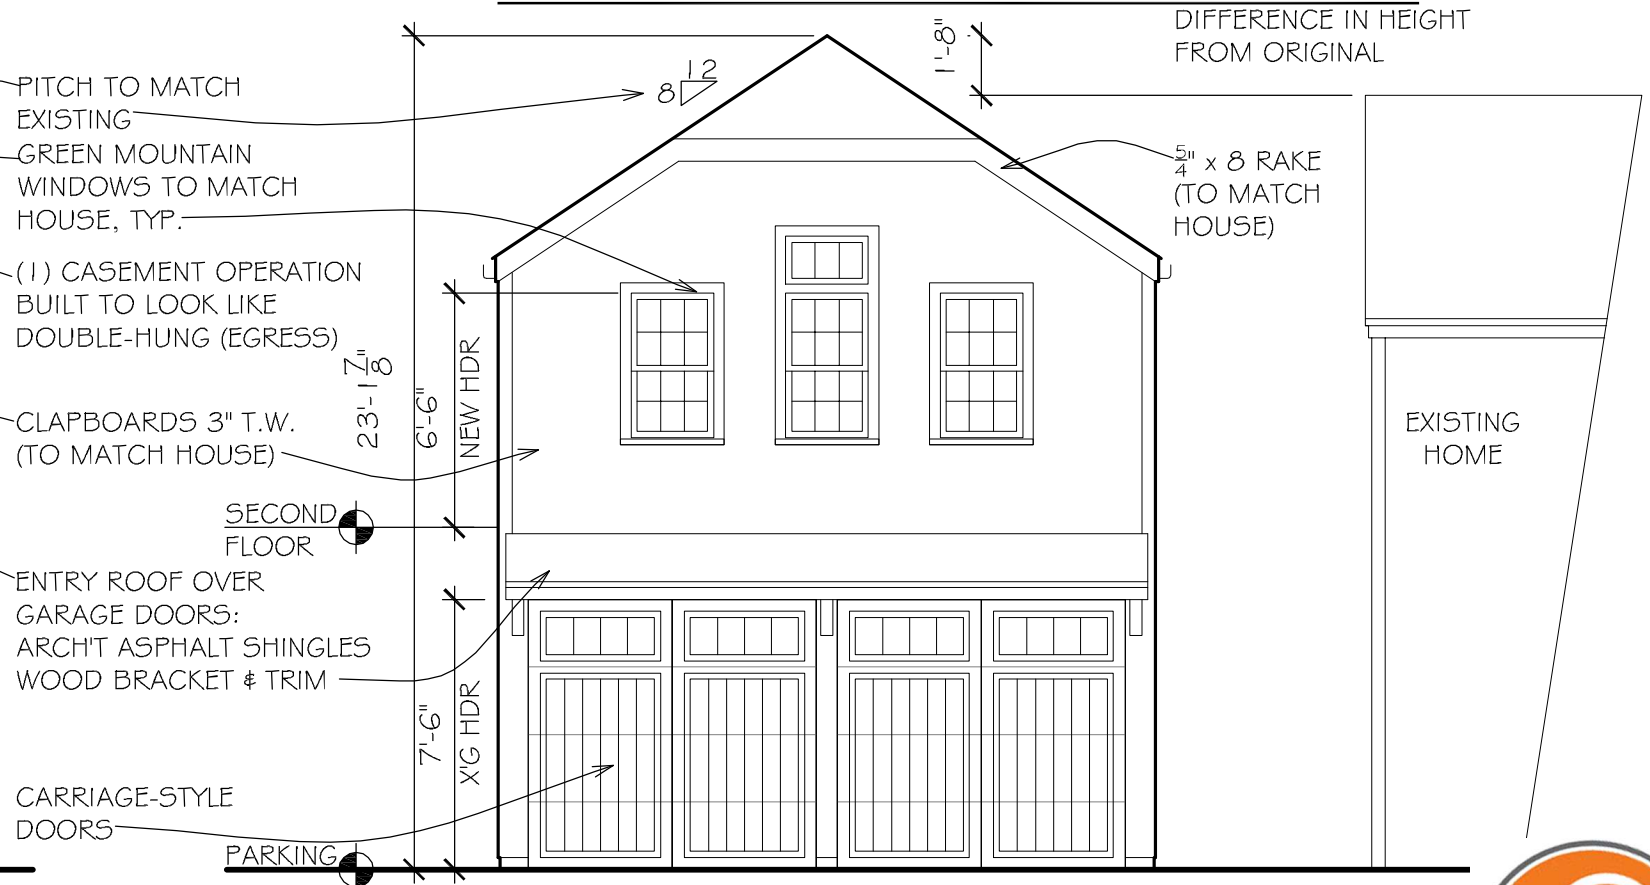 DIFFERENCE IN HEIGHT
FROM ORIGINAL
1'-8"
12
8
PITCH TO MATCH
EXISTING
GREEN MOUNTAIN
WINDOWS TO MATCH
HOUSE, TYP.
(1) CASEMENT OPERATION
BUILT TO LOOK LIKE
DOUBLE-HUNG (EGRESS)
5/4" x 8 RAKE
(TO MATCH
HOUSE)
23'-1 7/8"
6'-6"
NEW HDR
CLAPBOARDS 3" T.W.
(TO MATCH HOUSE)
EXISTING
HOME
SECOND
FLOOR
ENTRY ROOF OVER
GARAGE DOORS:
ARCH'T ASPHALT SHINGLES
WOOD BRACKET & TRIM
7'-6"
X'G HDR
CARRIAGE-STYLE
DOORS
PARKING